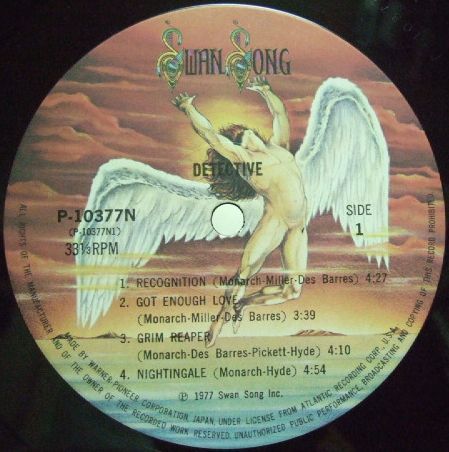 SWAN SONG
DETECTIVE
P-10377N
(P-10377N1)
33⅓RPM
SIDE
1
1. RECOGNITION (Monarch-Miller-Des Barres) 4:27
2. GOT ENOUGH LOVE
(Monarch-Miller-Des Barres) 3:39
3. GRIM REAPER
(Monarch-Des Barres-Pickett-Hyde) 4:10
4. NIGHTINGALE (Monarch-Hyde) 4:54
Ⓟ 1977 Swan Song Inc.
MADE BY WARNER-PIONEER CORPORATION, JAPAN, UNDER LICENSE FROM ATLANTIC RECORDING CORP., U.S.A.
ALL RIGHTS OF THE MANUFACTURER AND OF THE OWNER OF THE RECORDED WORK RESERVED. UNAUTHORIZED PUBLIC PERFORMANCE, BROADCASTING AND COPYING OF THIS RECORD PROHIBITED